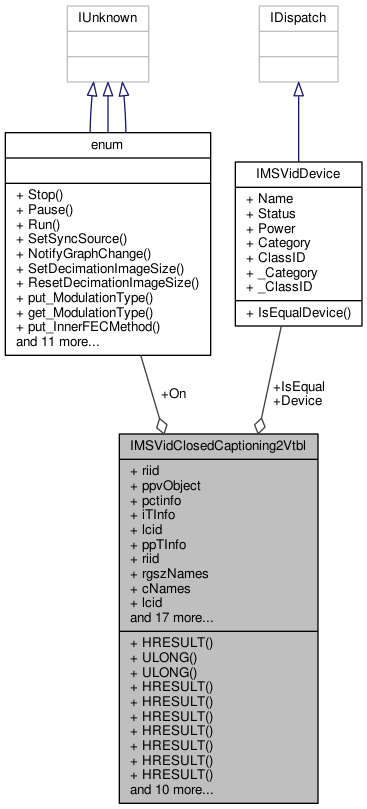 IUnknown
IDispatch
enum
+ Stop()
+ Pause()
+ Run()
+ SetSyncSource()
+ NotifyGraphChange()
+ SetDecimationImageSize()
+ ResetDecimationImageSize()
+ put_ModulationType()
+ get_ModulationType()
+ put_InnerFECMethod()
and 11 more...
IMSVidDevice
+ Name
+ Status
+ Power
+ Category
+ ClassID
+ _Category
+ _ClassID
+ IsEqualDevice()
+On
+IsEqual
+Device
IMSVidClosedCaptioning2Vtbl
+ riid
+ ppvObject
+ pctinfo
+ iTInfo
+ lcid
+ ppTInfo
+ riid
+ rgszNames
+ cNames
+ lcid
and 17 more...
+ HRESULT()
+ ULONG()
+ ULONG()
+ HRESULT()
+ HRESULT()
+ HRESULT()
+ HRESULT()
+ HRESULT()
+ HRESULT()
+ HRESULT()
and 10 more...